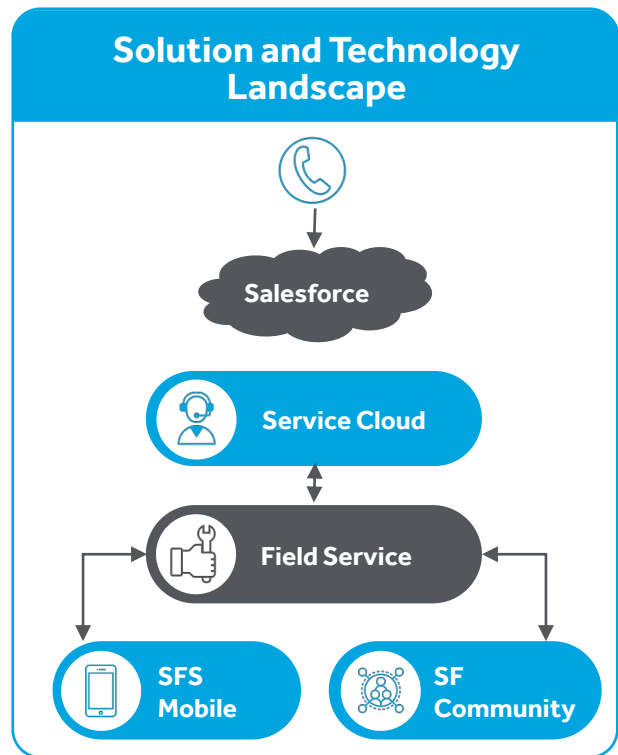 Solution and Technology
Landscape
Salesforce
Service Cloud
Field Service
SFS
Mobile
SF
Community